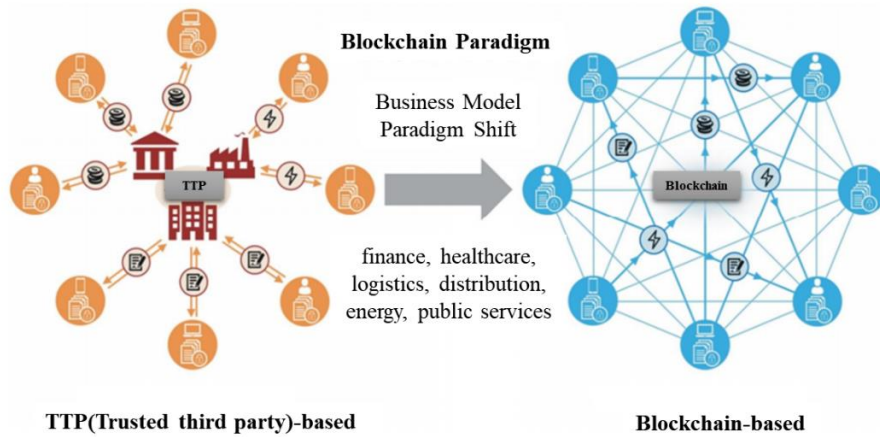 Blockchain Paradigm
Business Model
Paradigm Shift
TTP
Blockchain
finance, healthcare,
logistics, distribution,
energy, public services
TTP(Trusted third party)-based
Blockchain-based